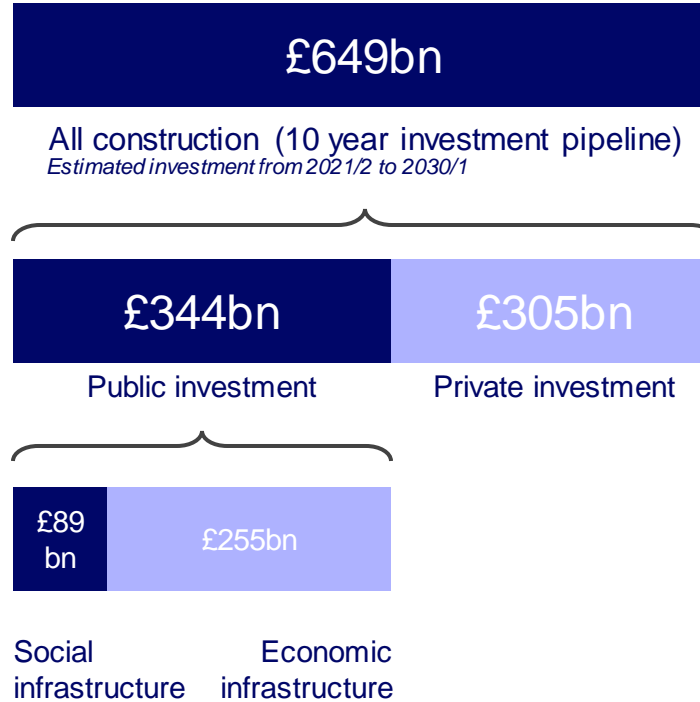 £649bn
All construction (10 year investment pipeline)
Estimated investment from 2021/2 to 2030/1
£344bn
£305bn
Public investment
Private investment
£89
bn
£255bn
Social
infrastructure
Economic
infrastructure